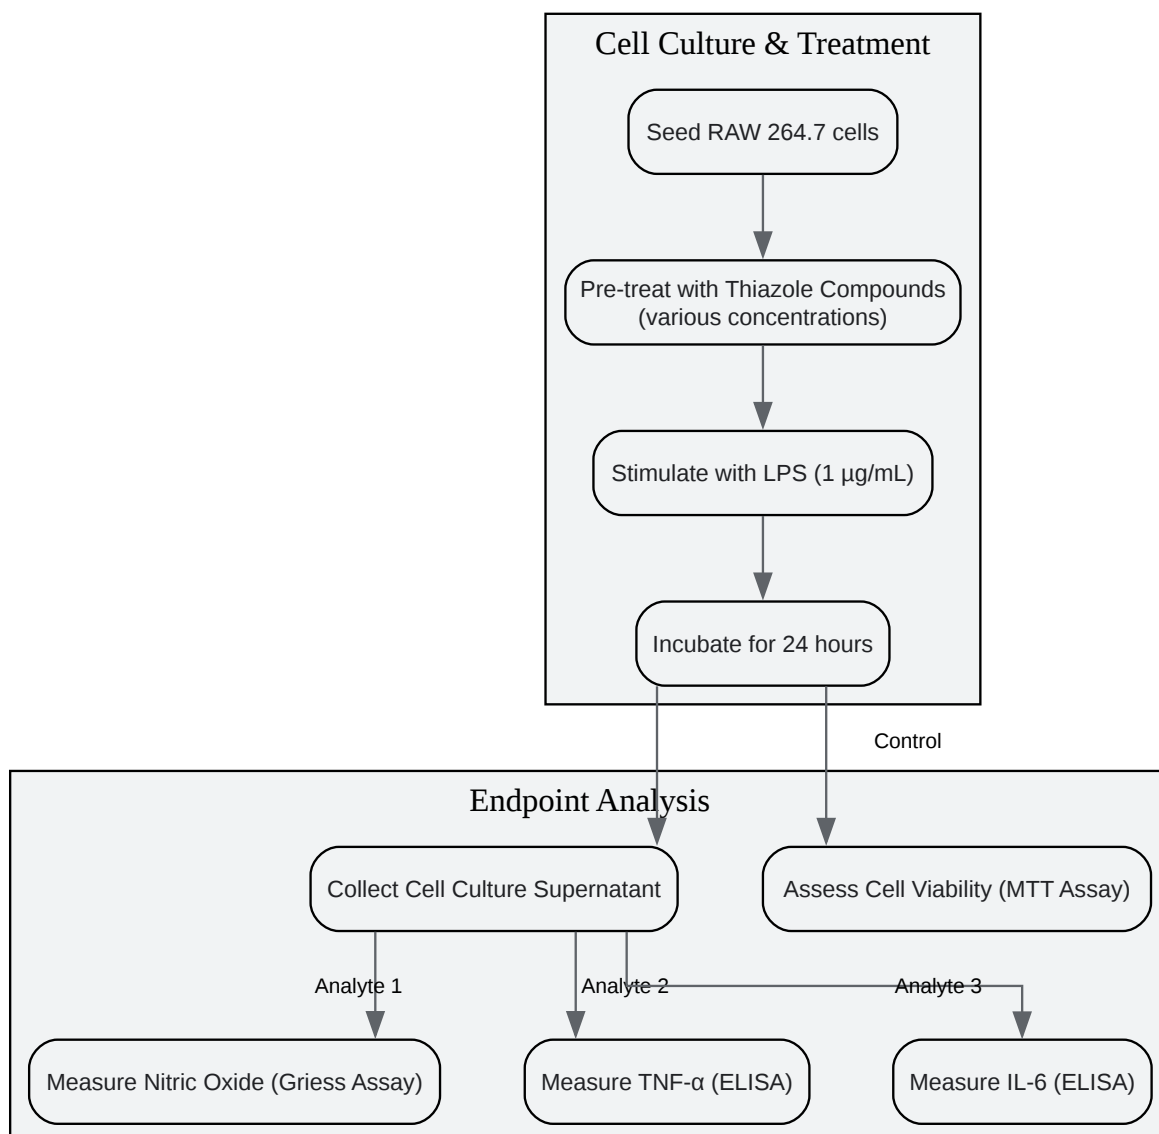 Cell Culture & Treatment
Seed RAW 264.7 cells
Pre-treat with Thiazole Compounds
(various concentrations)
Stimulate with LPS (1 µg/mL)
Incubate for 24 hours
Control
Endpoint Analysis
Collect Cell Culture Supernatant
Assess Cell Viability (MTT Assay)
Analyte 1
Analyte 2
Analyte 3
Measure Nitric Oxide (Griess Assay)
Measure TNF-α (ELISA)
Measure IL-6 (ELISA)